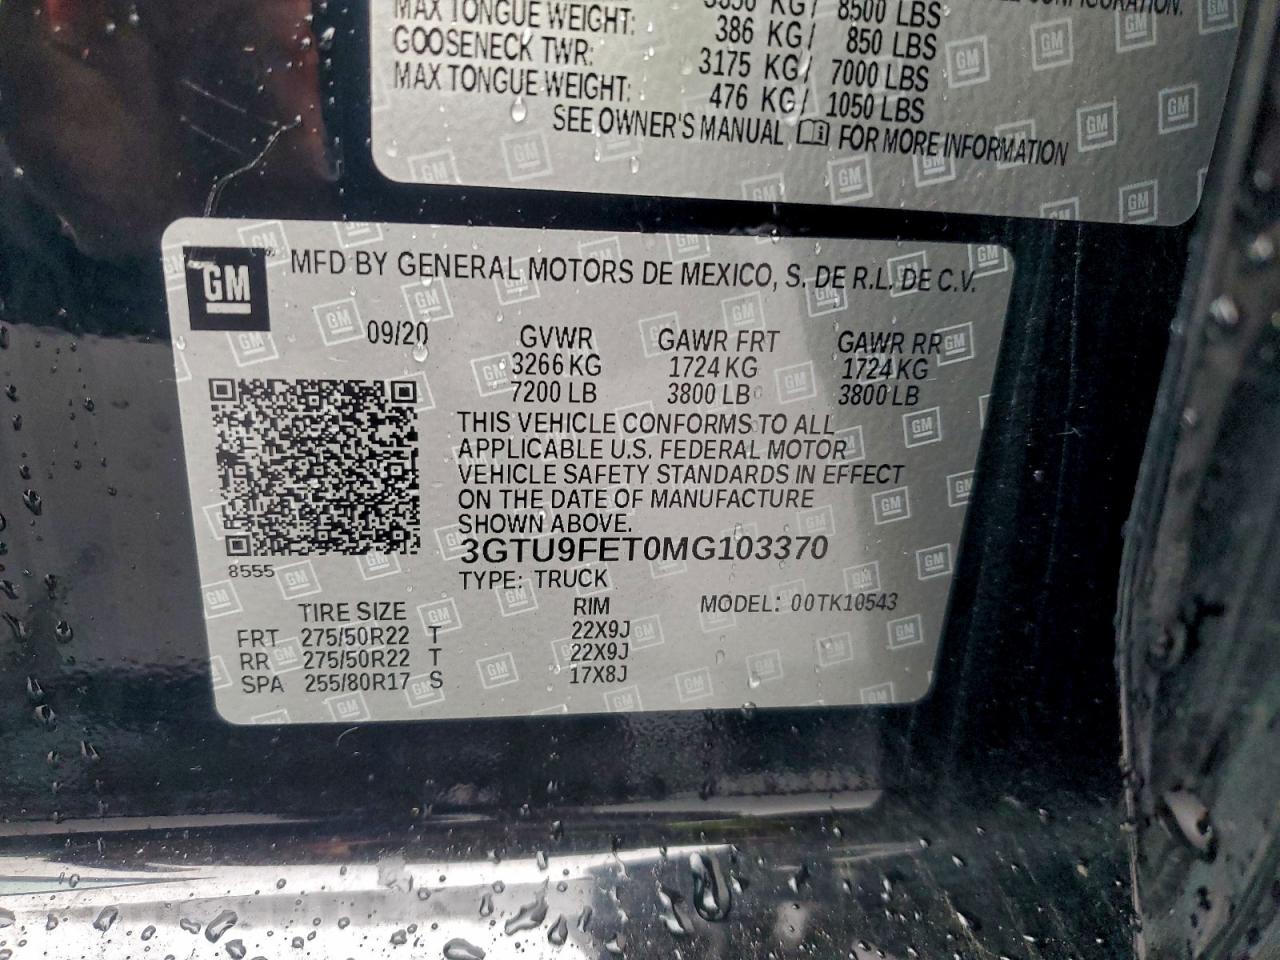 8500 LBS
MAX TONGUE WEIGHT: 386 KG/ 850 LBS
GOOSENECK TWR: 3175 KG/ 7000 LBS
MAX TONGUE WEIGHT: 476 KG/ 1050 LBS
SEE OWNER'S MANUAL FOR MORE INFORMATION
GM MFD BY GENERAL MOTORS DE MEXICO, S. DE R.L. DE C.V.
09/20 GVWR GAWR FRT GAWR RR
3266 KG 1724 KG 1724 KG
7200 LB 3800 LB 3800 LB
THIS VEHICLE CONFORMS TO ALL
APPLICABLE U.S. FEDERAL MOTOR
VEHICLE SAFETY STANDARDS IN EFFECT
ON THE DATE OF MANUFACTURE
SHOWN ABOVE.
3GTU9FET0MG103370
8555
TYPE: TRUCK
TIRE SIZE RIM MODEL: 00TK10543
FRT 275/50R22 T 22X9J
RR 275/50R22 T 22X9J
SPA 255/80R17 S 17X8J